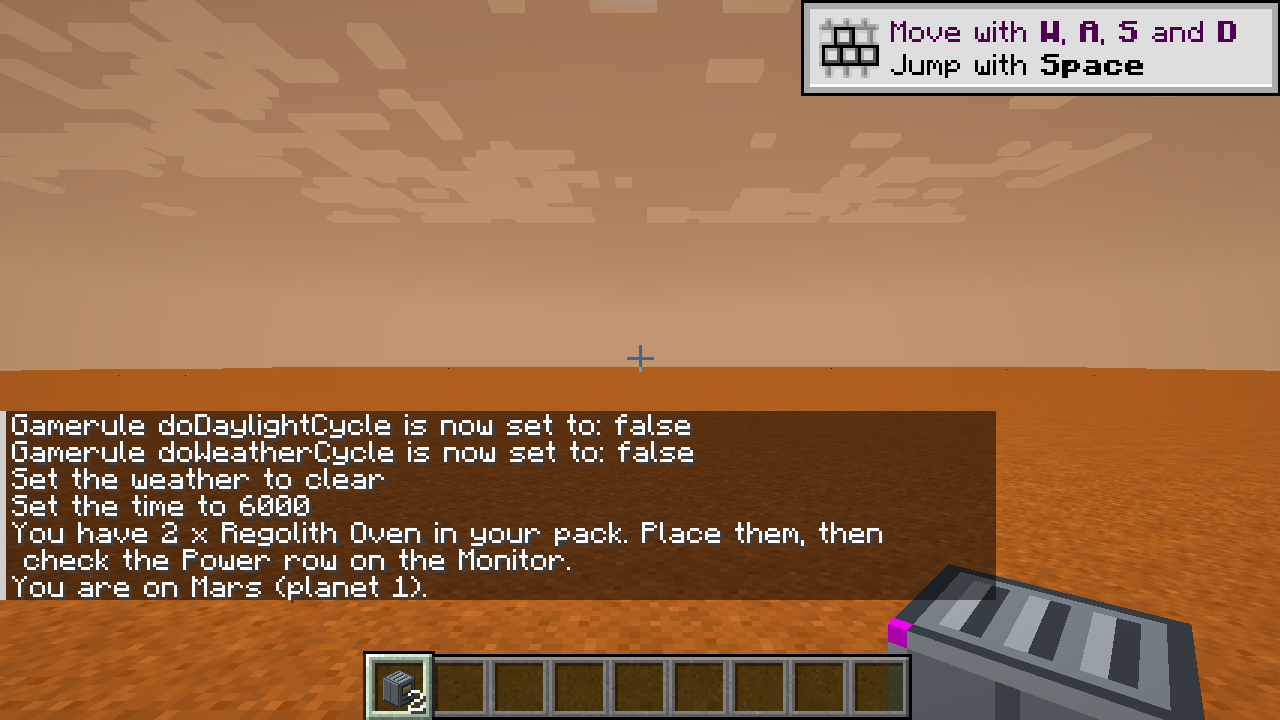 Move with W, A, S and D
Jump with Space
Gamerule doDaylightCycle is now set to: false
Gamerule doWeatherCycle is now set to: false
Set the weather to clear
Set the time to 6000
You have 2 x Regolith Oven in your pack. Place them, then
check the Power row on the Monitor.
You are on Mars (planet 1).
2